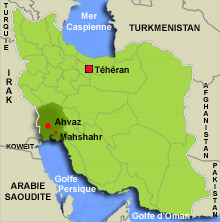 TURQUIE
Mer
Caspienne
TURKMENISTAN
Téhéran
IRAK
Ahvaz
Mahshahr
AFGHANISTAN
KOWEIT
PAKISTAN
ARABIE
SAOUDITE
Golfe
Persique
Golfe d'Oman